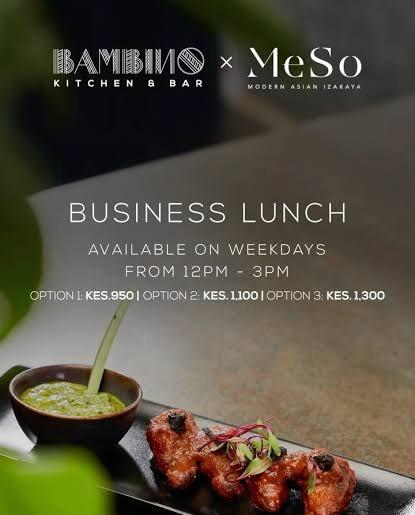 BAMBINO × MeSo
KITCHEN & BAR MODERN ASIAN IZAKAYA
BUSINESS LUNCH
AVAILABLE ON WEEKDAYS
FROM 12PM - 3PM
OPTION 1: KES.950 | OPTION 2: KES. 1,100 | OPTION 3: KES. 1,300